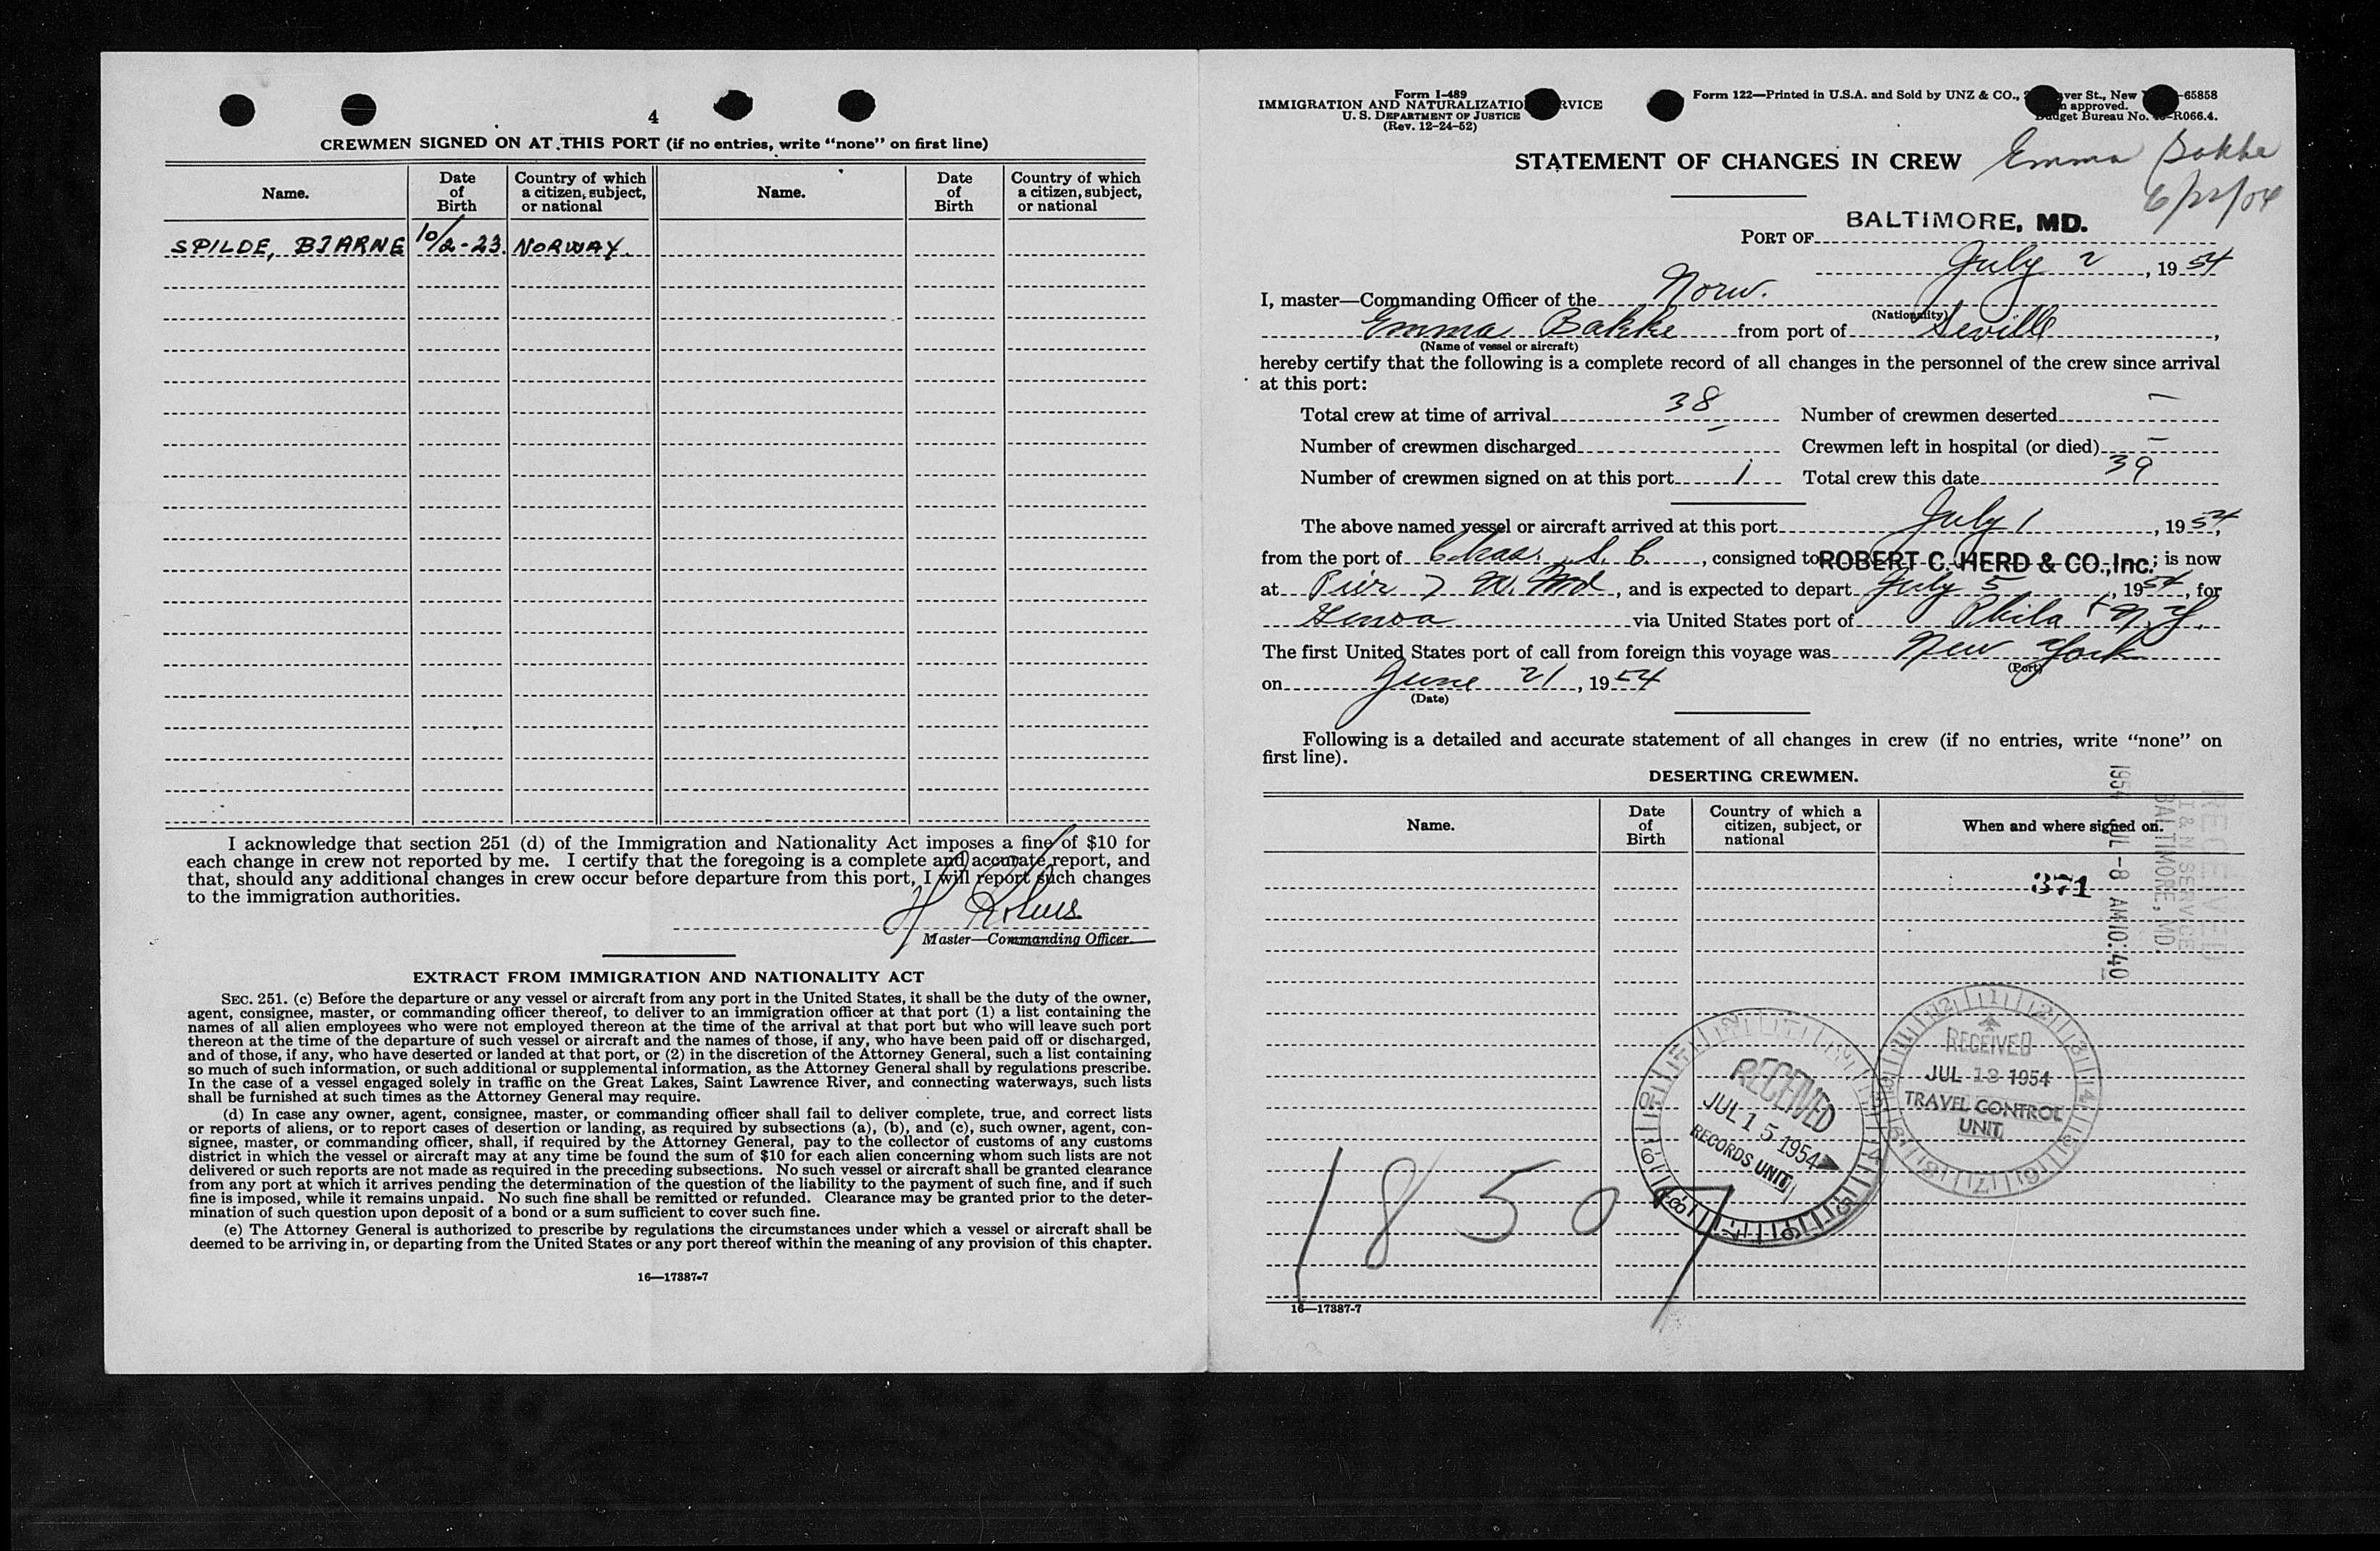 4
CREWMEN SIGNED ON AT THIS PORT (if no entries, write “none” on first line)
Name. Date of Birth Country of which a citizen, subject, or national Name. Date of Birth Country of which a citizen, subject, or national
SPILDE, BJARNE 10/2-23. NORWAY.
I acknowledge that section 251 (d) of the Immigration and Nationality Act imposes a fine of $10 for
each change in crew not reported by me. I certify that the foregoing is a complete and accurate report, and
that, should any additional changes in crew occur before departure from this port, I will report such changes
to the immigration authorities.
H
Master—Commanding Officer.
EXTRACT FROM IMMIGRATION AND NATIONALITY ACT
SEC. 251. (c) Before the departure or any vessel or aircraft from any port in the United States, it shall be the duty of the owner,
agent, consignee, master, or commanding officer thereof, to deliver to an immigration officer at that port (1) a list containing the
names of all alien employees who were not employed thereon at the time of the arrival at that port but who will leave such port
thereon at the time of the departure of such vessel or aircraft and the names of those, if any, who have been paid off or discharged,
and of those, if any, who have deserted or landed at that port, or (2) in the discretion of the Attorney General, such a list containing
so much of such information, or such additional or supplemental information, as the Attorney General shall by regulations prescribe.
In the case of a vessel engaged solely in traffic on the Great Lakes, Saint Lawrence River, and connecting waterways, such lists
shall be furnished at such times as the Attorney General may require.
(d) In case any owner, agent, consignee, master, or commanding officer shall fail to deliver complete, true, and correct lists
or reports of aliens, or to report cases of desertion or landing, as required by subsections (a), (b), and (c), such owner, agent, con-
signee, master, or commanding officer, shall, if required by the Attorney General, pay to the collector of customs of any customs
district in which the vessel or aircraft may at any time be found the sum of $10 for each alien concerning whom such lists are not
delivered or such reports are not made as required in the preceding subsections. No such vessel or aircraft shall be granted clearance
from any port at which it arrives pending the determination of the question of the liability to the payment of such fine, and if such
fine is imposed, while it remains unpaid. No such fine shall be remitted or refunded. Clearance may be granted prior to the deter-
mination of such question upon deposit of a bond or a sum sufficient to cover such fine.
(e) The Attorney General is authorized to prescribe by regulations the circumstances under which a vessel or aircraft shall be
deemed to be arriving in, or departing from the United States or any port thereof within the meaning of any provision of this chapter.
16—17387-7
Form I-489
IMMIGRATION AND NATURALIZATIO RVICE
U. S. DEPARTMENT OF JUSTICE
(Rev. 12-24-52)
Form 122—Printed in U.S.A. and Sold by UNZ & CO., ver St., New -65858
approved.
Budget Bureau No. R066.4.
STATEMENT OF CHANGES IN CREW
Emma Bakke
PORT OF BALTIMORE, MD.
July 2, 1954
I, master—Commanding Officer of the Norw.
(Nationality)
Emma Bakke from port of Seville,
(Name of vessel or aircraft)
hereby certify that the following is a complete record of all changes in the personnel of the crew since arrival
at this port:
Total crew at time of arrival 38 Number of crewmen deserted –
Number of crewmen discharged – Crewmen left in hospital (or died) –
Number of crewmen signed on at this port 1 Total crew this date 39
The above named vessel or aircraft arrived at this port July 1, 1954,
from the port of Chas. S. C., consigned to ROBERT C. HERD & CO., Inc.; is now
at Pier 7 W. Md, and is expected to depart July 5, 1954, for
Genoa via United States port of Phila + N.Y.
The first United States port of call from foreign this voyage was New York
(Port)
on June 21, 1954
(Date)
Following is a detailed and accurate statement of all changes in crew (if no entries, write “none” on
first line).
DESERTING CREWMEN.
Name. Date of Birth Country of which a citizen, subject, or national When and where signed on.
371
RECEIVED
I & N SERVICE
BALTIMORE, MD.
1954 JUL -8 AM 10:40
RECEIVED
JUL 13 1954
TRAVEL CONTROL
UNIT
RECEIVED
JUL 15 1954
RECORDS UNIT
18507
16—17387-7